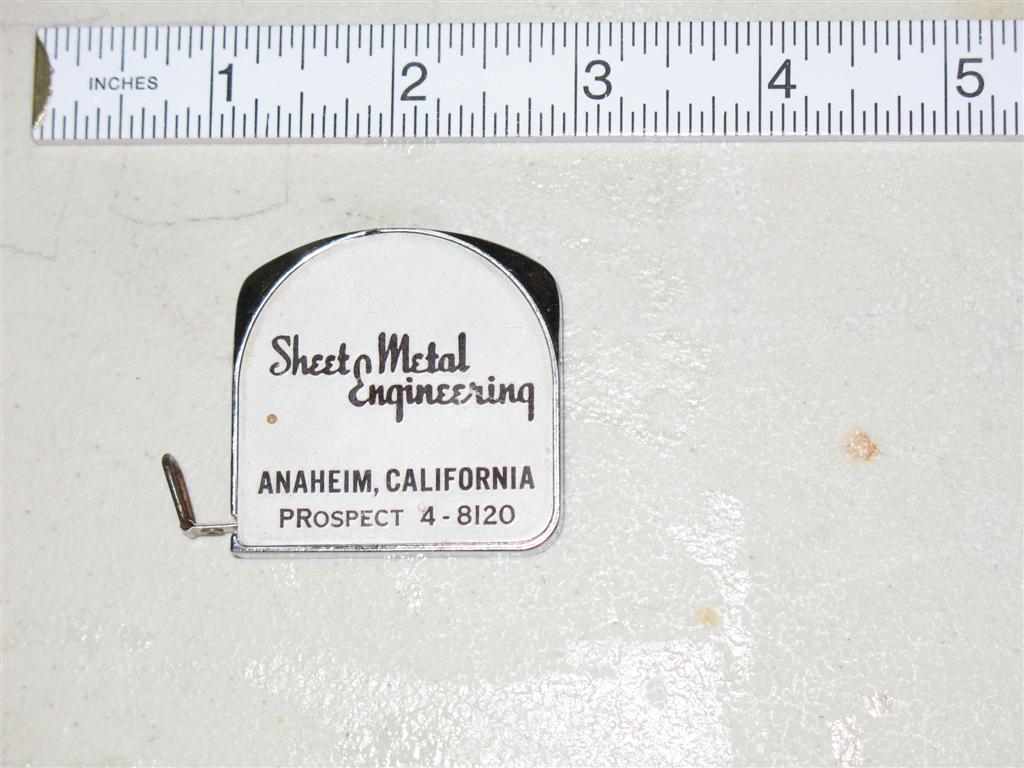 INCHES 1 2 3 4 5
Sheet Metal
Engineering
ANAHEIM, CALIFORNIA
PROSPECT 4-8120